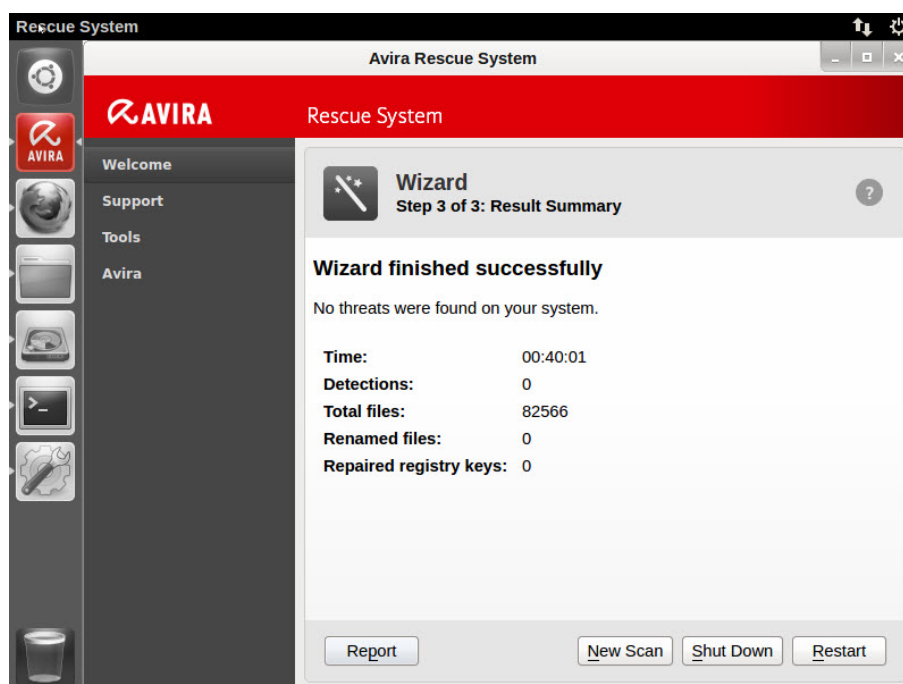 Rescue System
Avira Rescue System
AVIRA
AVIRA
Rescue System
Welcome
Support
Tools
Avira
Wizard
Step 3 of 3: Result Summary
?
Wizard finished successfully
No threats were found on your system.
Time: 00:40:01
Detections: 0
Total files: 82566
Renamed files: 0
Repaired registry keys: 0
>_
Report
New Scan
Shut Down
Restart